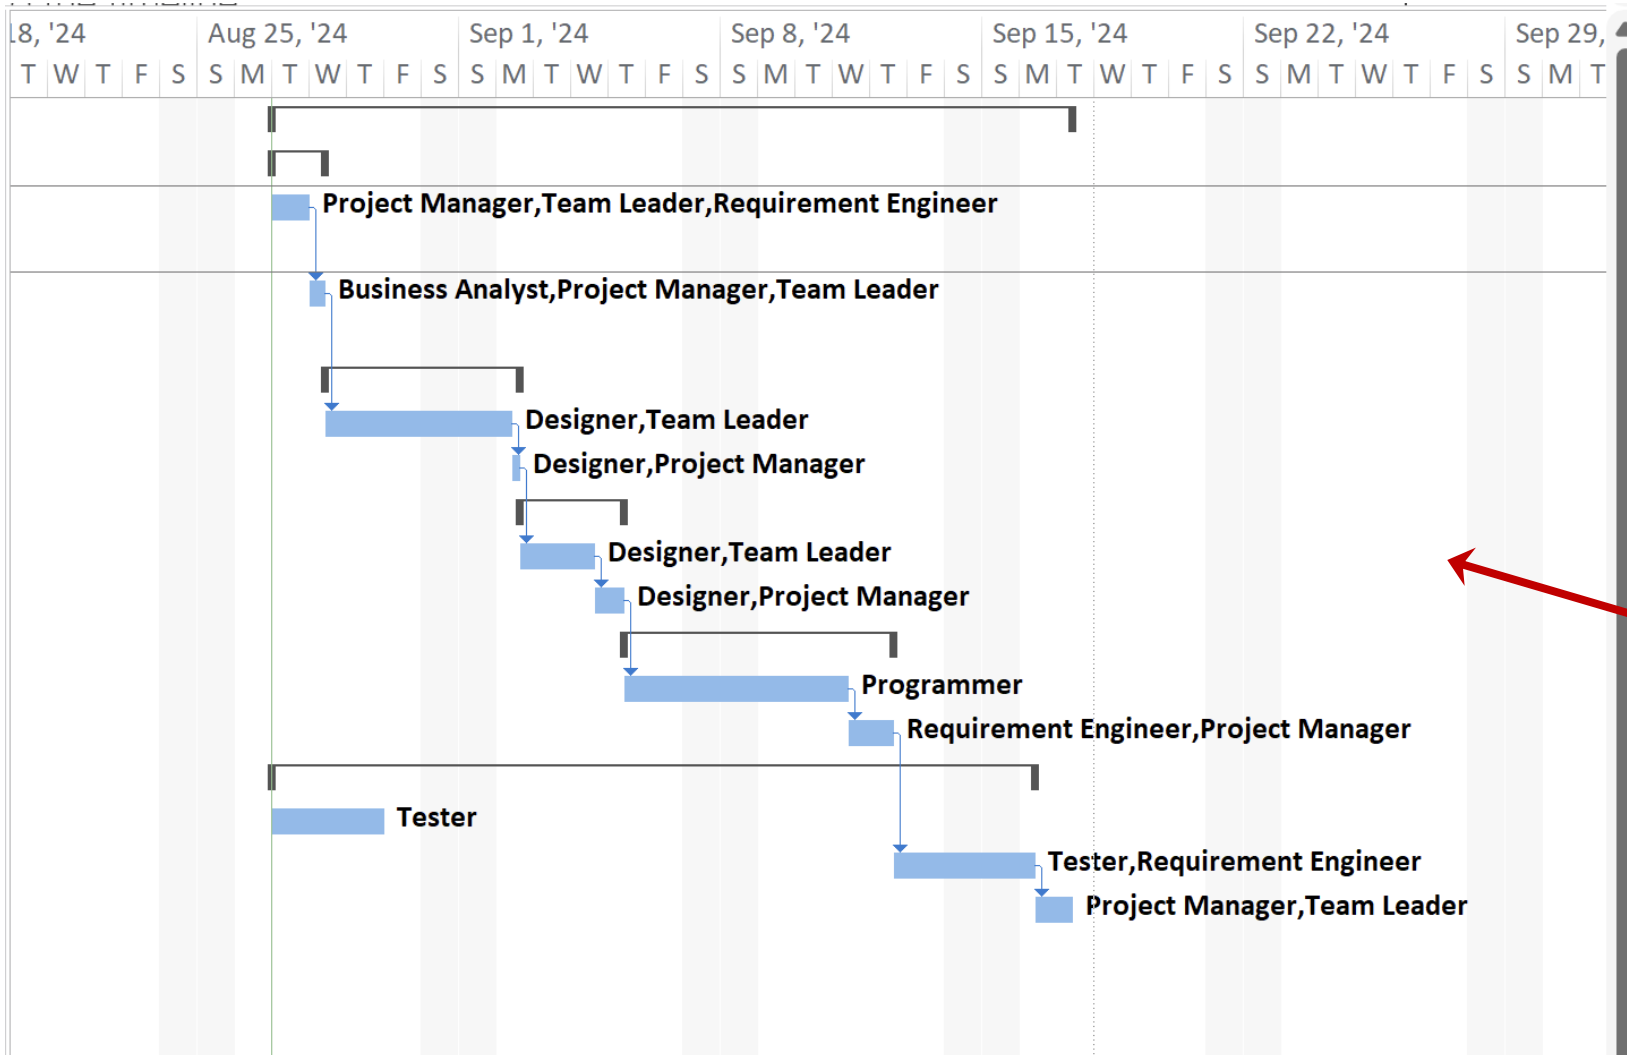 18, '24 Aug 25, '24 Sep 1, '24 Sep 8, '24 Sep 15, '24 Sep 22, '24 Sep 29,
T W T F S S M T W T F S S M T W T F S S M T W T F S S M T W T F S S M T W T F S S M T
Project Manager,Team Leader,Requirement Engineer
Business Analyst,Project Manager,Team Leader
Designer,Team Leader
Designer,Project Manager
Designer,Team Leader
Designer,Project Manager
Programmer
Requirement Engineer,Project Manager
Tester
Tester,Requirement Engineer
Project Manager,Team Leader